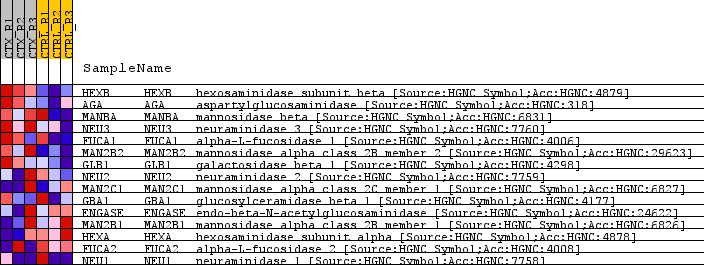 CTX_R1
CTX_R2
CTX_R3
CTRL_R1
CTRL_R2
CTRL_R3
SampleName
HEXB HEXB hexosaminidase subunit beta [Source:HGNC Symbol;Acc:HGNC:4879]
AGA AGA aspartylglucosaminidase [Source:HGNC Symbol;Acc:HGNC:318]
MANBA MANBA mannosidase beta [Source:HGNC Symbol;Acc:HGNC:6831]
NEU3 NEU3 neuraminidase 3 [Source:HGNC Symbol;Acc:HGNC:7760]
FUCA1 FUCA1 alpha-L-fucosidase 1 [Source:HGNC Symbol;Acc:HGNC:4006]
MAN2B2 MAN2B2 mannosidase alpha class 2B member 2 [Source:HGNC Symbol;Acc:HGNC:29623]
GLB1 GLB1 galactosidase beta 1 [Source:HGNC Symbol;Acc:HGNC:4298]
NEU2 NEU2 neuraminidase 2 [Source:HGNC Symbol;Acc:HGNC:7759]
MAN2C1 MAN2C1 mannosidase alpha class 2C member 1 [Source:HGNC Symbol;Acc:HGNC:6827]
GBA1 GBA1 glucosylceramidase beta 1 [Source:HGNC Symbol;Acc:HGNC:4177]
ENGASE ENGASE endo-beta-N-acetylglucosaminidase [Source:HGNC Symbol;Acc:HGNC:24622]
MAN2B1 MAN2B1 mannosidase alpha class 2B member 1 [Source:HGNC Symbol;Acc:HGNC:6826]
HEXA HEXA hexosaminidase subunit alpha [Source:HGNC Symbol;Acc:HGNC:4878]
FUCA2 FUCA2 alpha-L-fucosidase 2 [Source:HGNC Symbol;Acc:HGNC:4008]
NEU1 NEU1 neuraminidase 1 [Source:HGNC Symbol;Acc:HGNC:7758]